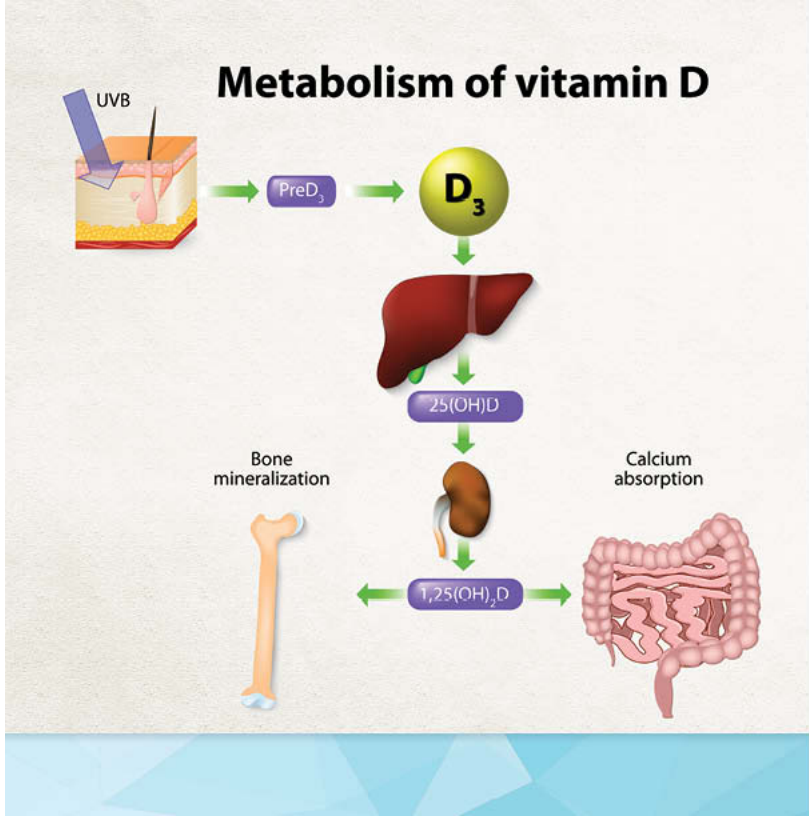 Metabolism of vitamin D
UVB
PreD₃
D₃
25(OH)D
Bone
mineralization
Calcium
absorption
1,25(OH)₂D